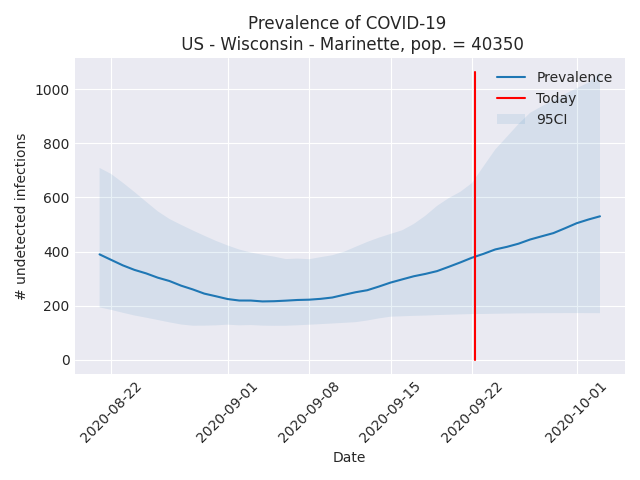 Prevalence of COVID-19
US - Wisconsin - Marinette, pop. = 40350
Prevalence
Today
95CI
1000
800
600
400
200
0
# undetected infections
2020-08-22
2020-09-01
2020-09-08
2020-09-15
2020-09-22
2020-10-01
Date